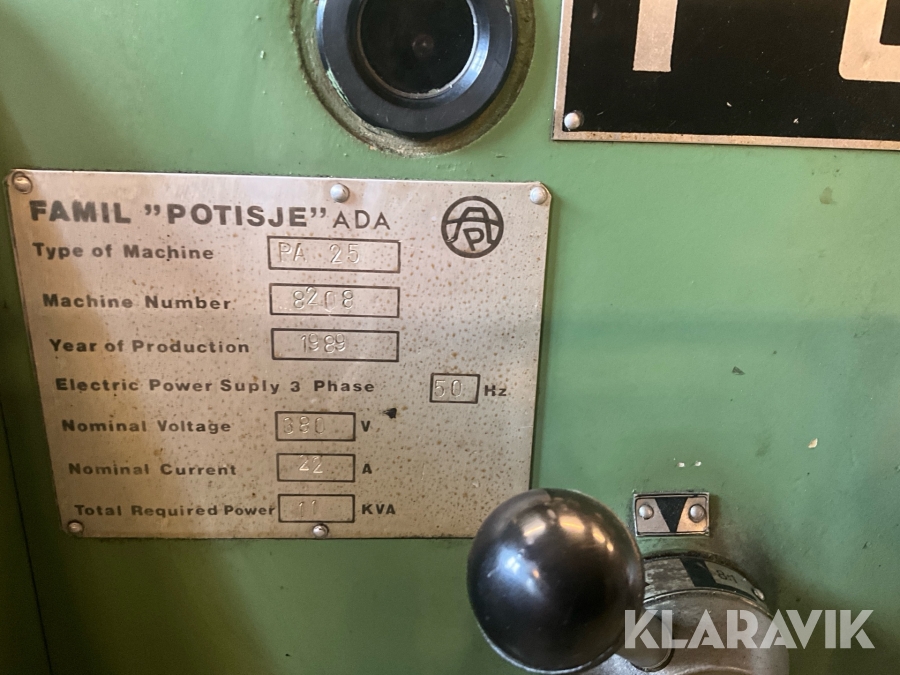 FAMIL "POTISJE" ADA
Type of Machine PA 25
Machine Number 8208
Year of Production 1989
Electric Power Suply 3 Phase 50 Hz
Nominal Voltage 380 V
Nominal Current 22 A
Total Required Power 11 KVA
KLARAVIK